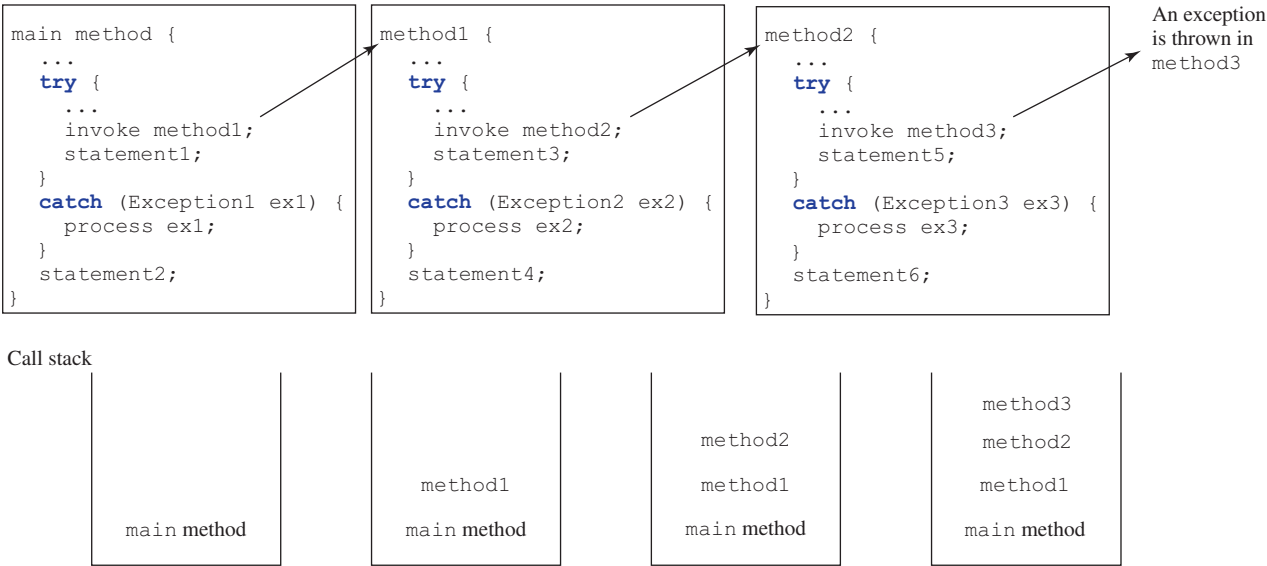 main method {
...
try {
...
invoke method1;
statement1;
}
catch (Exception1 ex1) {
process ex1;
}
statement2;
}
method1 {
...
try {
...
invoke method2;
statement3;
}
catch (Exception2 ex2) {
process ex2;
}
statement4;
}
method2 {
...
try {
...
invoke method3;
statement5;
}
catch (Exception3 ex3) {
process ex3;
}
statement6;
}
An exception
is thrown in
method3
Call stack
main method
method1
main method
method2
method1
main method
method3
method2
method1
main method